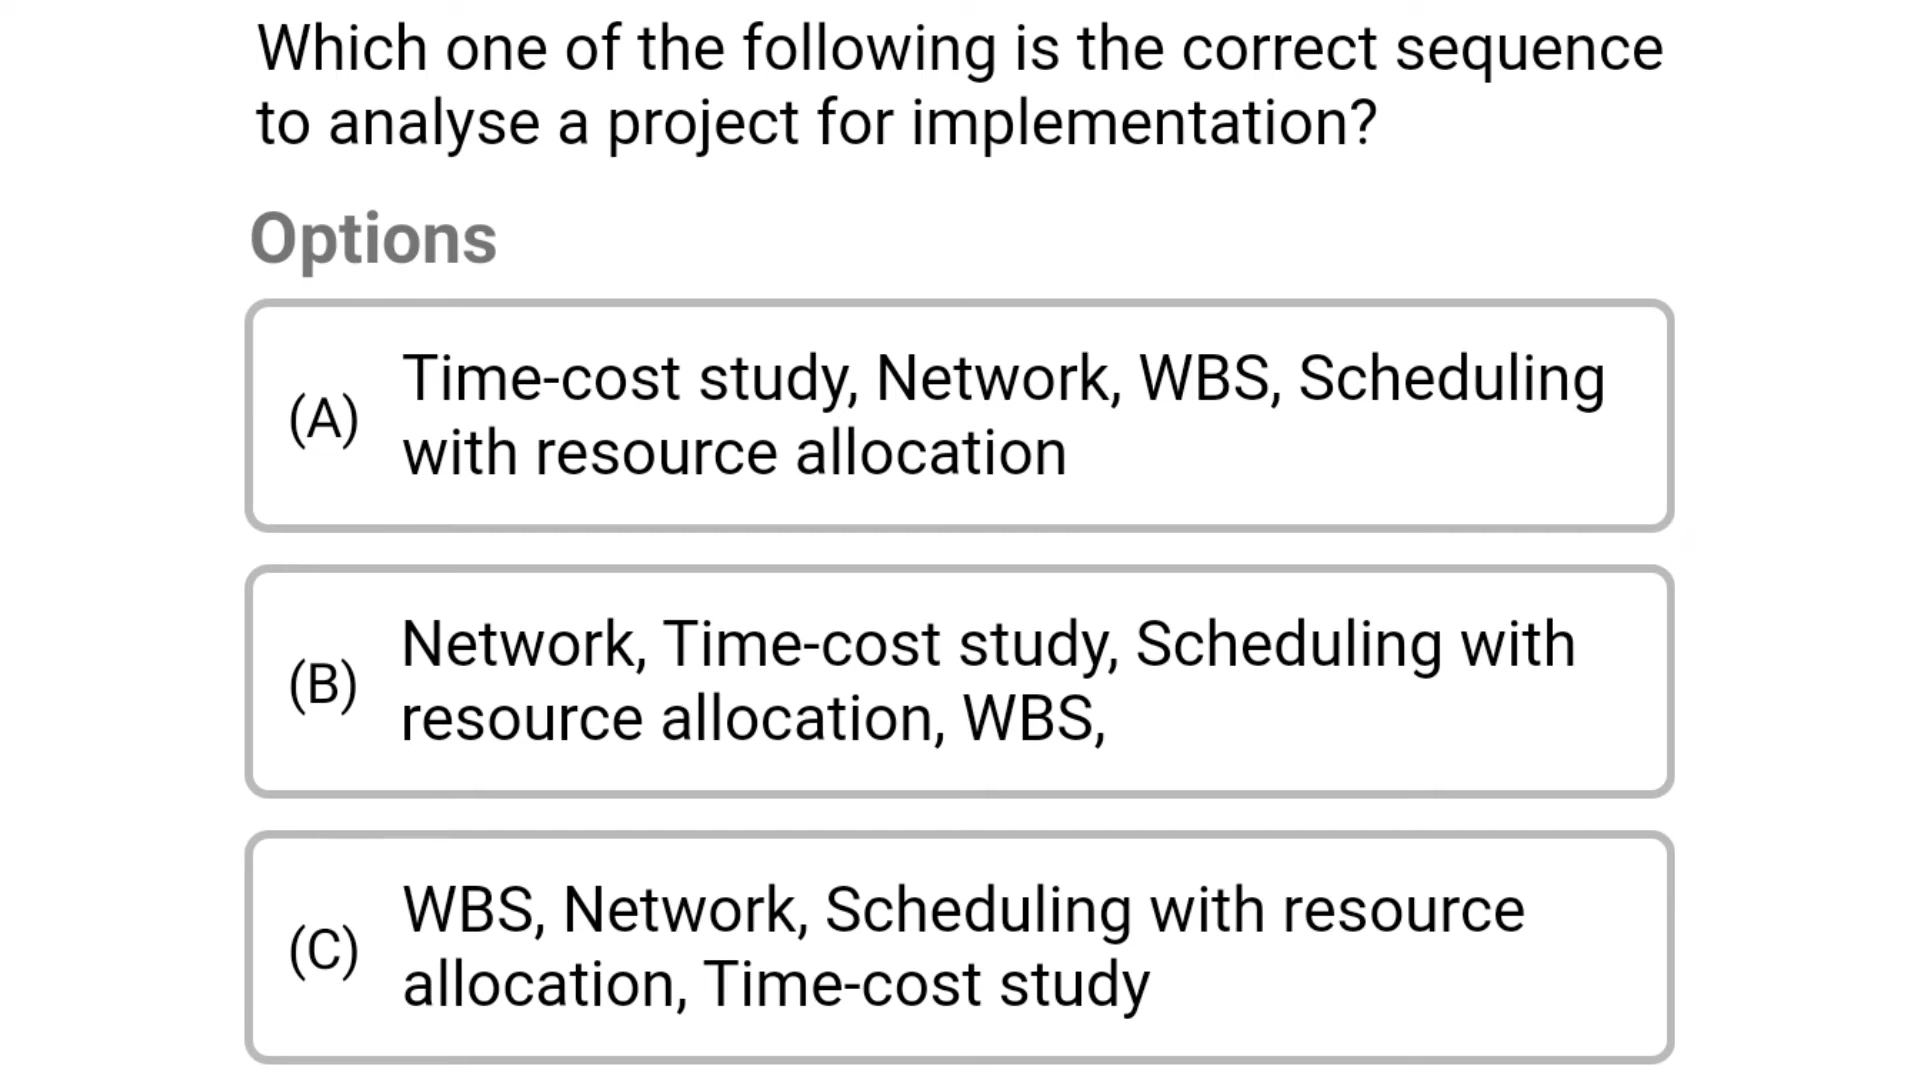 Which one of the following is the correct sequence
to analyse a project for implementation?
Options
(A) Time-cost study, Network, WBS, Scheduling
with resource allocation
(B) Network, Time-cost study, Scheduling with
resource allocation, WBS,
(C) WBS, Network, Scheduling with resource
allocation, Time-cost study